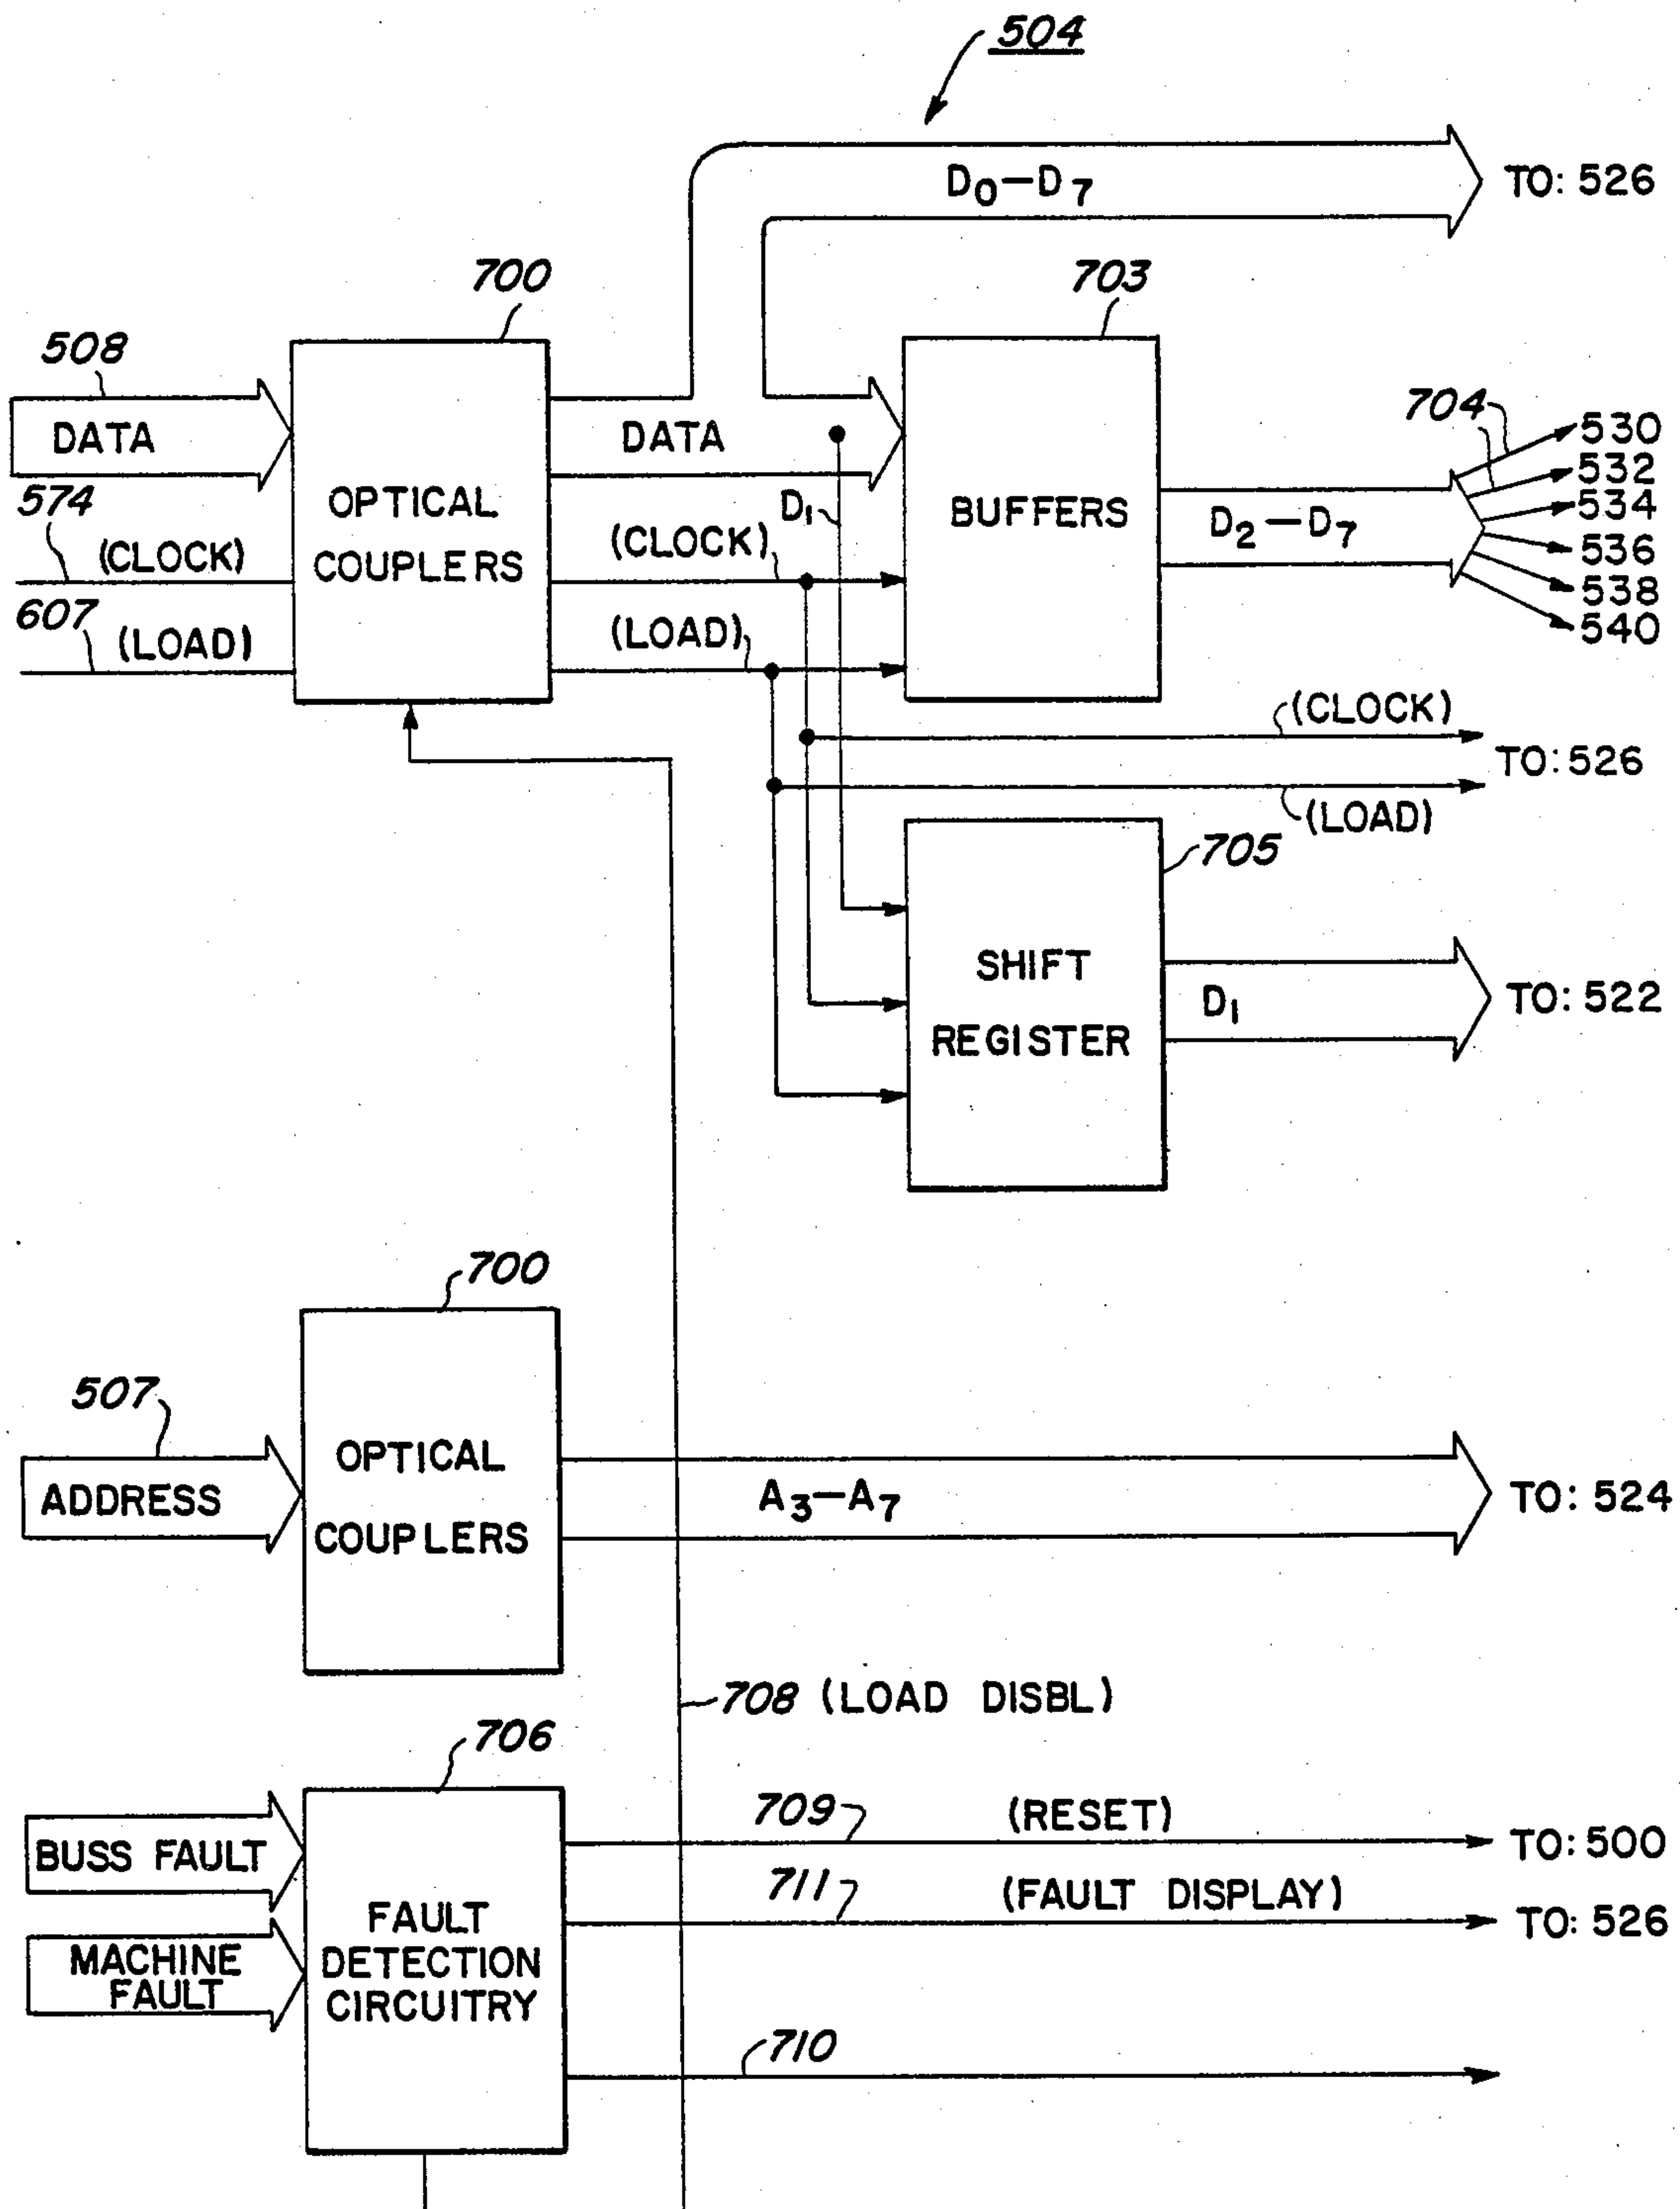 504
D0–D7
TO: 526
700
703
508
DATA
DATA
704
530
532
534
536
538
540
574
(CLOCK)
OPTICAL
COUPLERS
D1
(CLOCK)
BUFFERS
D2–D7
607
(LOAD)
(LOAD)
(CLOCK)
TO: 526
(LOAD)
705
SHIFT
REGISTER
D1
TO: 522
700
507
ADDRESS
OPTICAL
COUPLERS
A3–A7
TO: 524
708 (LOAD DISBL)
706
BUSS FAULT
709
(RESET)
TO: 500
711
(FAULT DISPLAY)
TO: 526
MACHINE
FAULT
FAULT
DETECTION
CIRCUITRY
710